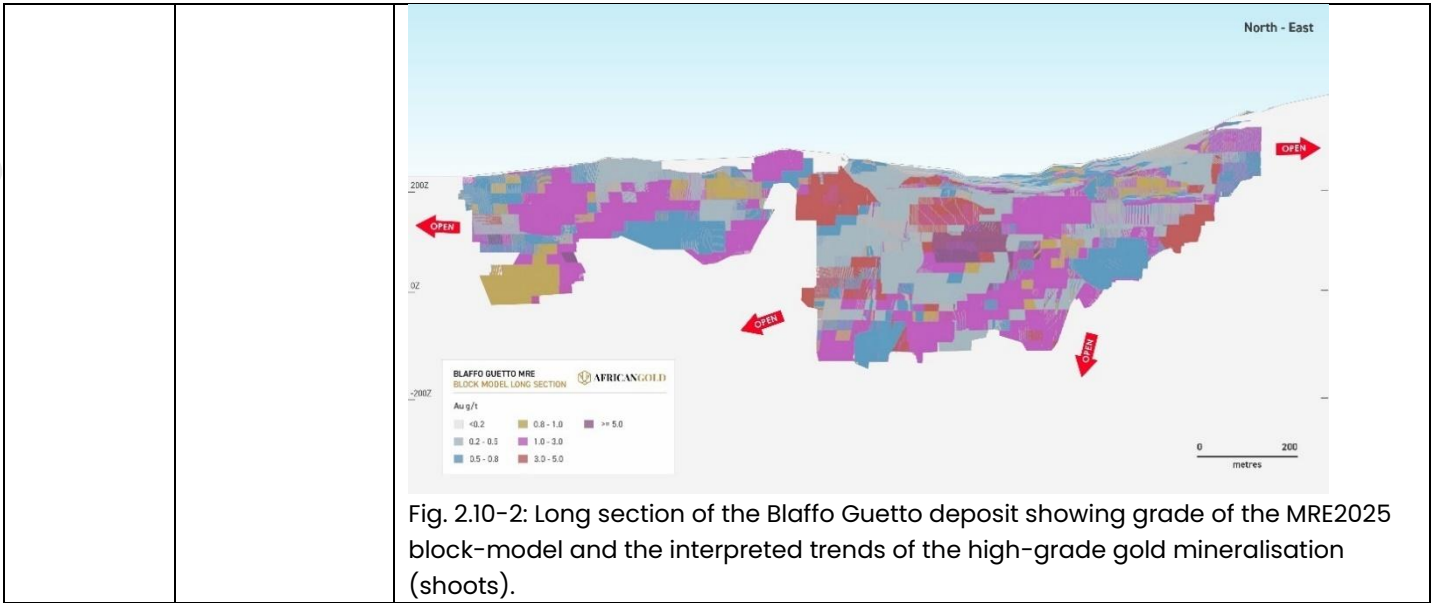 North - East
OPEN
200Z
OPEN
0Z
OPEN
OPEN
-200Z
BLAFFO GUETTO MRE
BLOCK MODEL LONG SECTION
AFRICANGOLD
Au g/t
<0.2
0.8 - 1.0
>= 5.0
0.2 - 0.5
1.0 - 3.0
0.5 - 0.8
3.0 - 5.0
0 200
metres
Fig. 2.10-2: Long section of the Blaffo Guetto deposit showing grade of the MRE2025
block-model and the interpreted trends of the high-grade gold mineralisation
(shoots).